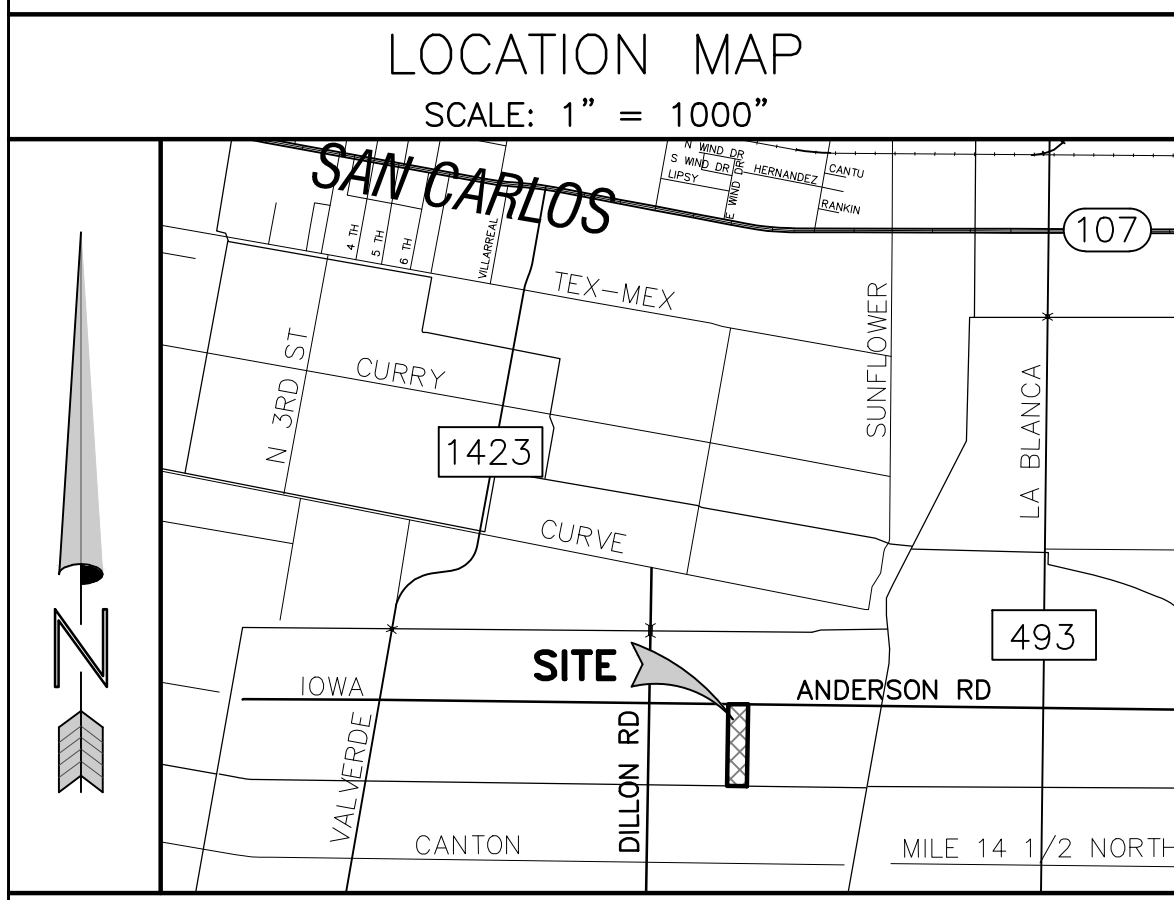 LOCATION MAP
SCALE: 1" = 1000"
SAN CARLOS
N WIND DR
S WIND DR
LIPSY
E WIND DR
HERNANDEZ
CANTU
RANKIN
107
4 TH
5 TH
6 TH
VILLARREAL
TEX-MEX
SUNFLOWER
N 3RD ST
CURRY
LA BLANCA
1423
CURVE
493
SITE
IOWA
ANDERSON RD
VALVERDE
DILLON RD
CANTON
MILE 14 1/2 NORTH
N